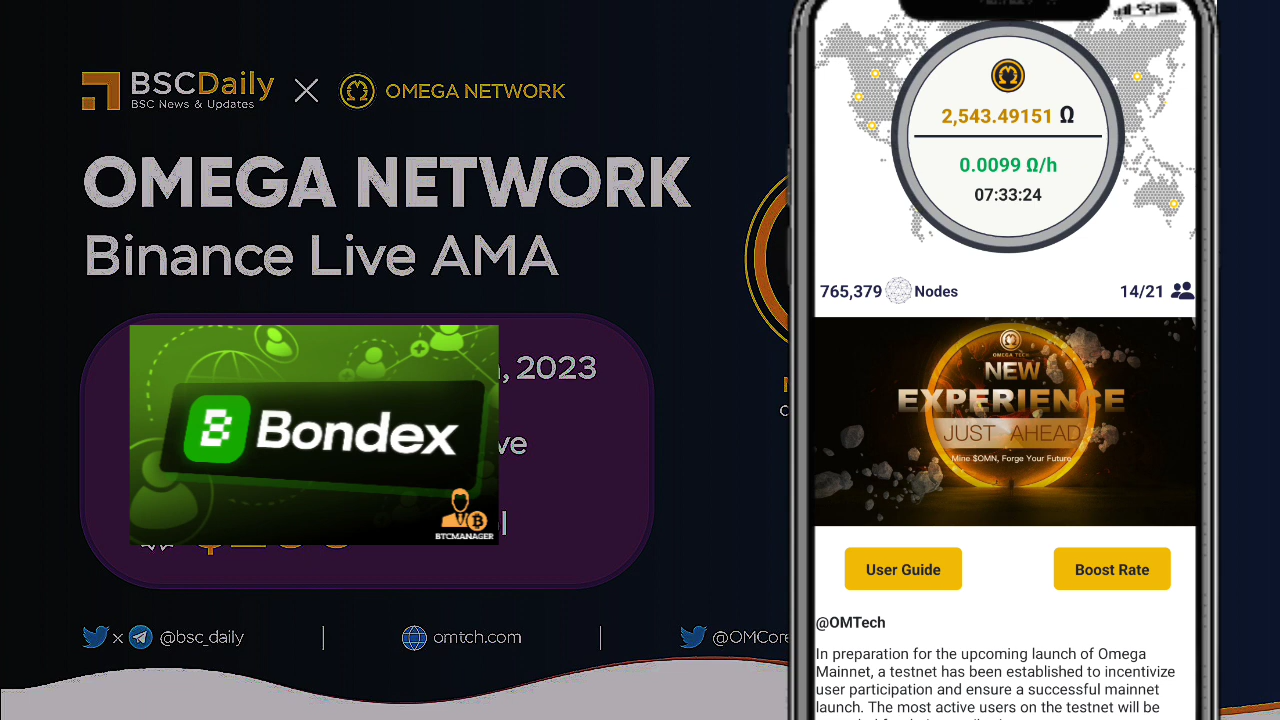 BscDaily
BSC News & Updates
X
OMEGA NETWORK
OMEGA NETWORK
Binance Live AMA
, 2023
ve
Bondex
BTCMANAGER
@bsc_daily
omtch.com
@OMCore
2,543.49151 Ω
0.0099 Ω/h
07:33:24
765,379 Nodes
14/21
OMEGA TECH
NEW
EXPERIENCE
JUST AHEAD
Mine $OMN, Forge Your Future
User Guide
Boost Rate
@OMTech
In preparation for the upcoming launch of Omega
Mainnet, a testnet has been established to incentivize
user participation and ensure a successful mainnet
launch. The most active users on the testnet will be